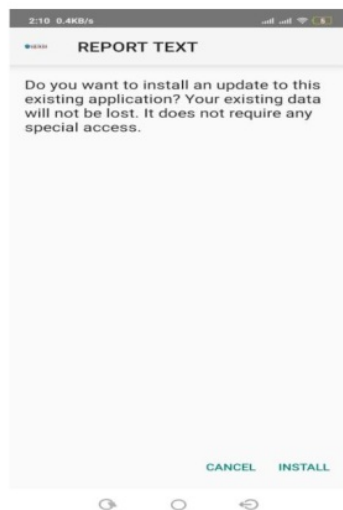 2:10 0.4KB/s
REPORT TEXT
Do you want to install an update to this
existing application? Your existing data
will not be lost. It does not require any
special access.
CANCEL INSTALL